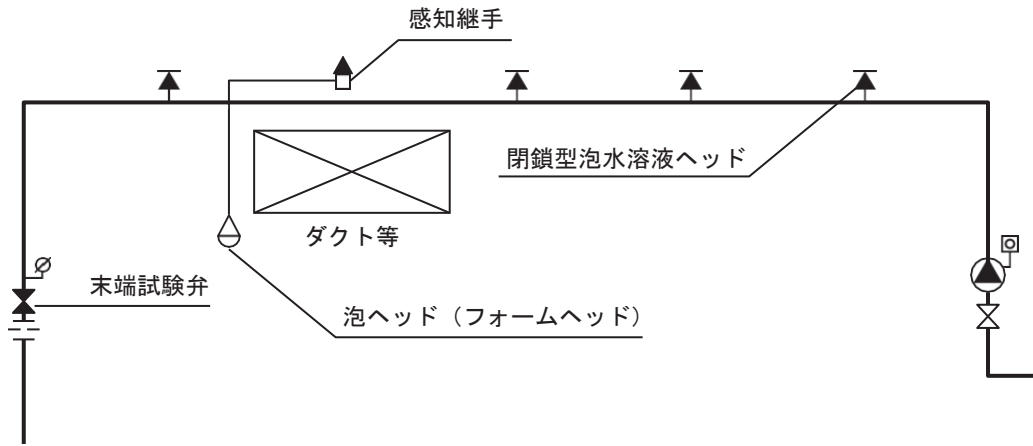 感知継手
閉鎖型泡水溶液ヘッド
ダクト等
末端試験弁
泡ヘッド（フォームヘッド）